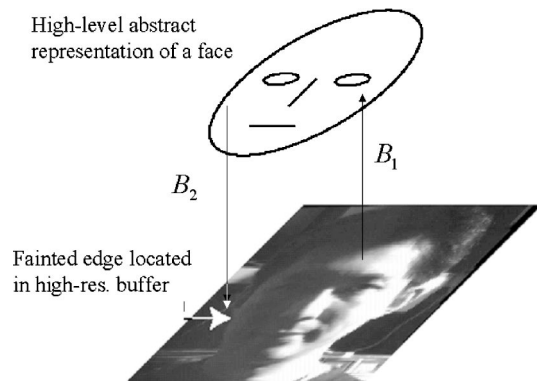 High-level abstract
representation of a face
B₂
B₁
Fainted edge located
in high-res. buffer